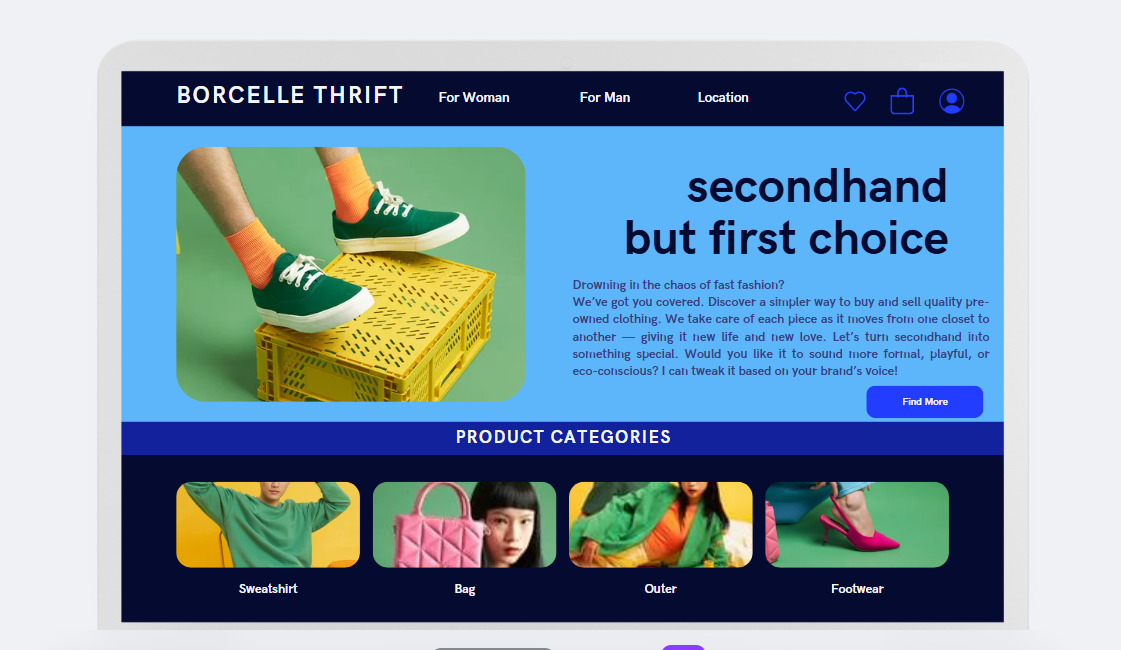 BORCELLE THRIFT For Woman For Man Location
secondhand
but first choice
Drowning in the chaos of fast fashion?
We've got you covered. Discover a simpler way to buy and sell quality pre-
owned clothing. We take care of each piece as it moves from one closet to
another — giving it new life and new love. Let's turn secondhand into
something special. Would you like it to sound more formal, playful, or
eco-conscious? I can tweak it based on your brand's voice!
Find More
PRODUCT CATEGORIES
Sweatshirt Bag Outer Footwear